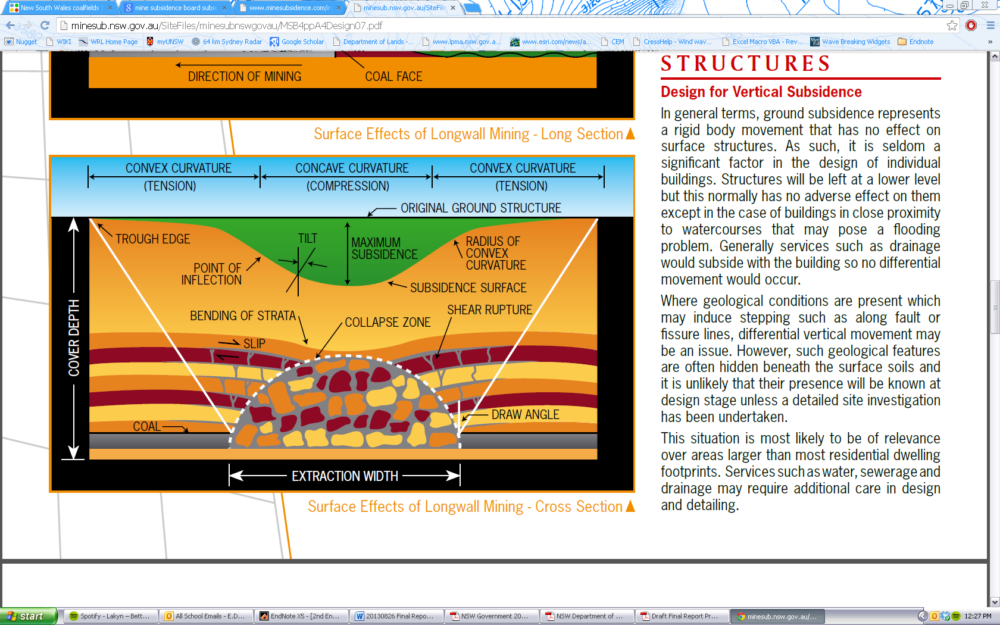 New South Wales coalfields
mine subsidence board subs
www.minesubsidence.com/in
minesub.nsw.gov.au/SiteFile
minesub.nsw.gov.au/SiteFiles/minesubnswgovau/MSB4ppA4Design07.pdf
Nugget WIKI WRL Home Page myUNSW 64 km Sydney Radar Google Scholar Department of Lands -... www.lpma.nsw.gov.a... www.esri.com/news/a... CEM CressHelp - Wind wav... Excel Macro VBA - Rev... Wave Breaking Widgets Endnote »
DIRECTION OF MINING
COAL FACE
Surface Effects of Longwall Mining - Long Section
CONVEX CURVATURE
(TENSION)
CONCAVE CURVATURE
(COMPRESSION)
CONVEX CURVATURE
(TENSION)
ORIGINAL GROUND STRUCTURE
TROUGH EDGE
TILT
MAXIMUM
SUBSIDENCE
RADIUS OF
CONVEX
CURVATURE
POINT OF
INFLECTION
SUBSIDENCE SURFACE
BENDING OF STRATA
COLLAPSE ZONE
SHEAR RUPTURE
SLIP
COVER DEPTH
COAL
DRAW ANGLE
EXTRACTION WIDTH
Surface Effects of Longwall Mining - Cross Section
STRUCTURES
Design for Vertical Subsidence
In general terms, ground subsidence represents
a rigid body movement that has no effect on
surface structures. As such, it is seldom a
significant factor in the design of individual
buildings. Structures will be left at a lower level
but this normally has no adverse effect on them
except in the case of buildings in close proximity
to watercourses that may pose a flooding
problem. Generally services such as drainage
would subside with the building so no differential
movement would occur.
Where geological conditions are present which
may induce stepping such as along fault or
fissure lines, differential vertical movement may
be an issue. However, such geological features
are often hidden beneath the surface soils and
it is unlikely that their presence will be known at
design stage unless a detailed site investigation
has been undertaken.
This situation is most likely to be of relevance
over areas larger than most residential dwelling
footprints. Services such as water, sewerage and
drainage may require additional care in design
and detailing.
start
Spotify - Lakyn – Bett...
All School Emails - E.D...
EndNote X5 - [2nd En...
20130826 Final Repo...
NSW Government 20...
NSW Department of ...
Draft Final Report Pr...
minesub.nsw.gov.au/...
12:27 PM